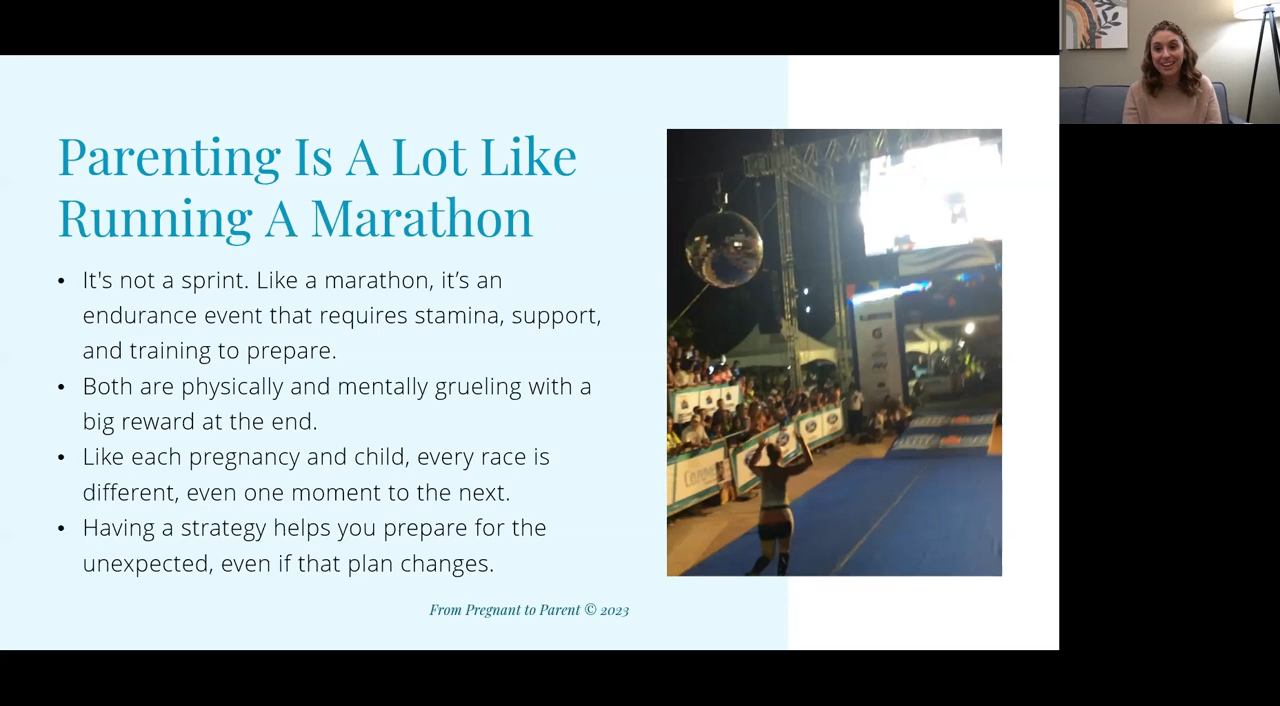 Parenting Is A Lot Like
Running A Marathon
• It's not a sprint. Like a marathon, it’s an
endurance event that requires stamina, support,
and training to prepare.
• Both are physically and mentally grueling with a
big reward at the end.
• Like each pregnancy and child, every race is
different, even one moment to the next.
• Having a strategy helps you prepare for the
unexpected, even if that plan changes.
From Pregnant to Parent © 2023